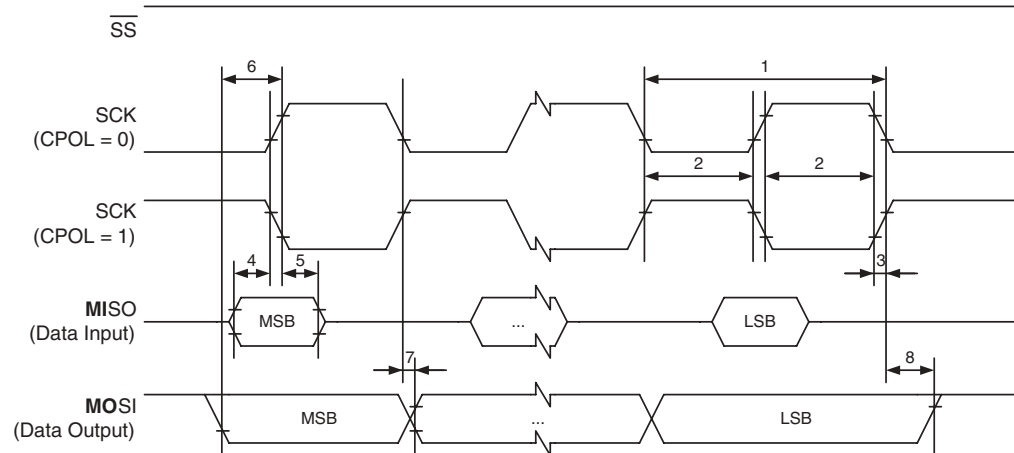 SS
6
1
SCK
(CPOL = 0)
2
2
SCK
(CPOL = 1)
4
5
3
MISO
(Data Input)
MSB
...
LSB
7
8
MOSI
(Data Output)
MSB
...
LSB